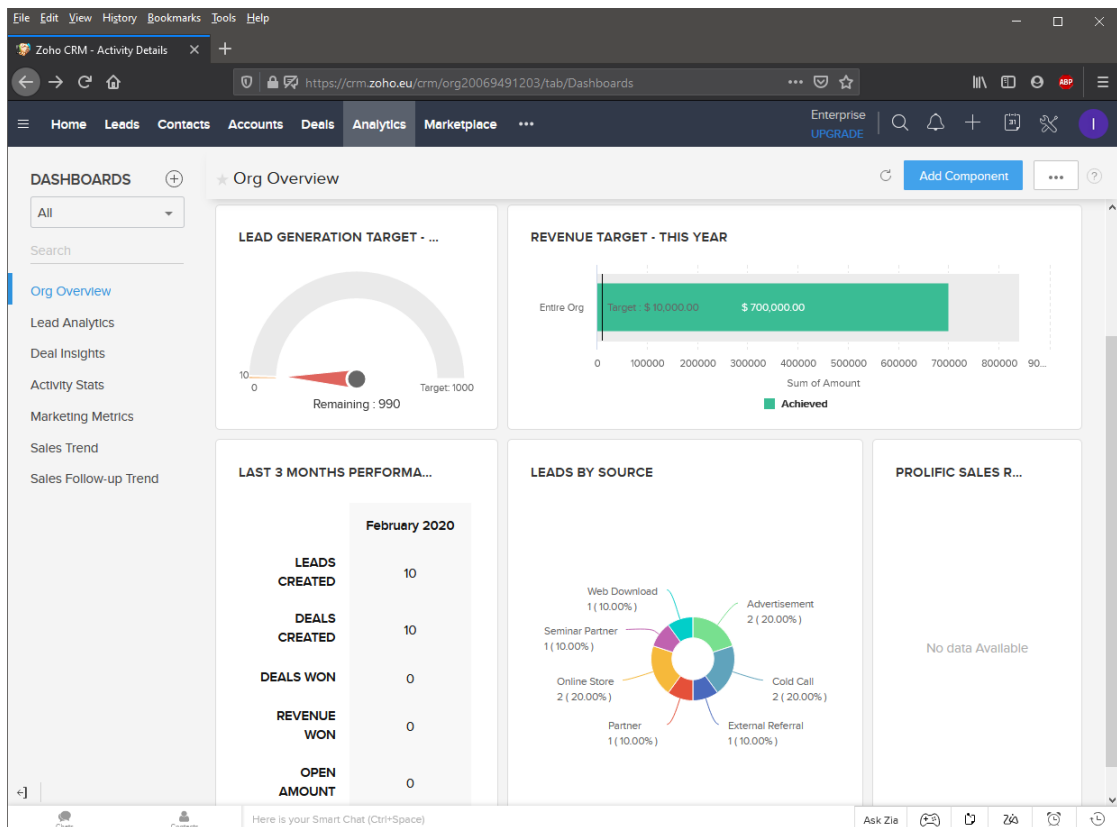 File Edit View History Bookmarks Tools Help
Zoho CRM - Activity Details
https://crm.zoho.eu/crm/org20069491203/tab/Dashboards
ABP
Home Leads Contacts Accounts Deals Analytics Marketplace
Enterprise
UPGRADE
31
I
DASHBOARDS
All
Search
Org Overview
Lead Analytics
Deal Insights
Activity Stats
Marketing Metrics
Sales Trend
Sales Follow-up Trend
Org Overview
Add Component
...
?
LEAD GENERATION TARGET - ...
10
0
Target: 1000
Remaining : 990
REVENUE TARGET - THIS YEAR
Entire Org
Target : $ 10,000.00
$ 700,000.00
0 100000 200000 300000 400000 500000 600000 700000 800000 90...
Sum of Amount
Achieved
LAST 3 MONTHS PERFORMA...
February 2020
LEADS
CREATED
10
DEALS
CREATED
10
DEALS WON
0
REVENUE
WON
0
OPEN
AMOUNT
0
LEADS BY SOURCE
Web Download
1 ( 10.00% )
Advertisement
2 ( 20.00% )
Seminar Partner
1 ( 10.00% )
Online Store
2 ( 20.00% )
Cold Call
2 ( 20.00% )
Partner
1 ( 10.00% )
External Referral
1 ( 10.00% )
PROLIFIC SALES R...
No data Available
Chats
Contacts
Here is your Smart Chat (Ctrl+Space)
Ask Zia